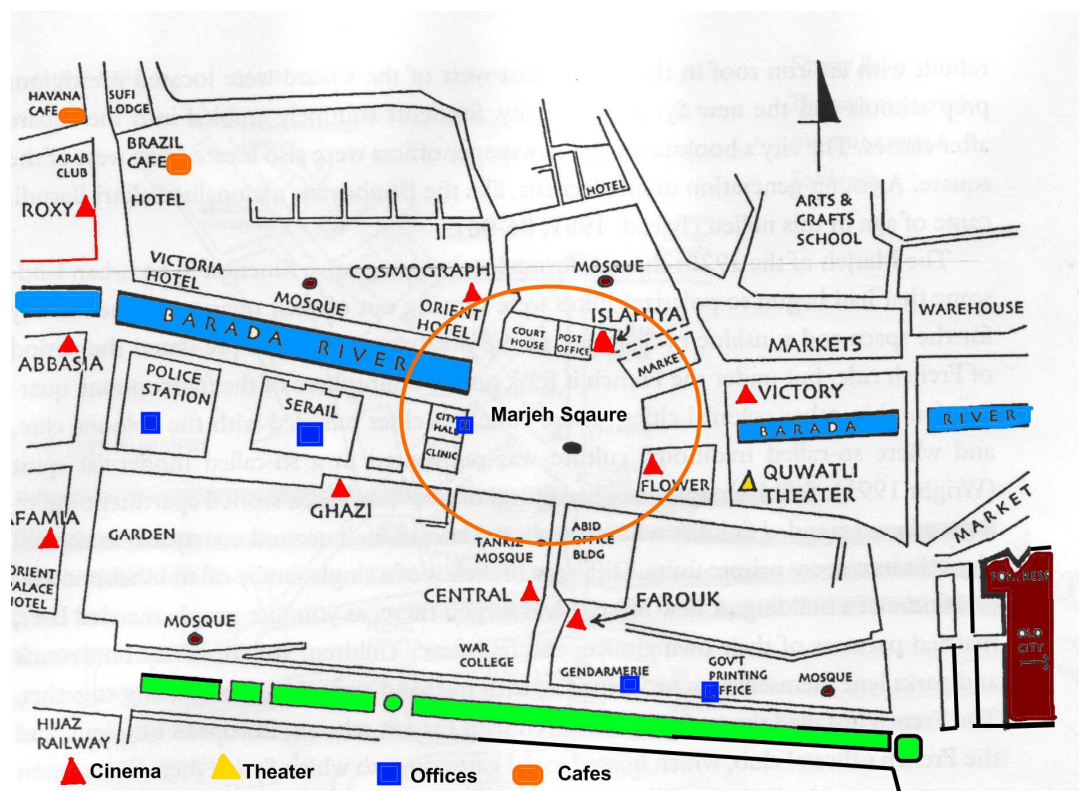 HAVANA
CAFE
SUFI
LODGE
BRAZIL
CAFE
ARAB
CLUB
ROXY
HOTEL
HOTEL
ARTS &
CRAFTS
SCHOOL
VICTORIA
HOTEL
COSMOGRAPH
MOSQUE
MOSQUE
ORIENT
HOTEL
ISLAHIYA
WAREHOUSE
BARADA RIVER
COURT
HOUSE
POST
OFFICE
MARKE
MARKETS
ABBASIA
POLICE
STATION
SERAIL
CITY
HALL
CLINIC
Marjeh Sqaure
VICTORY
BARADA
RIVER
FLOWER
QUWATLI
THEATER
MARKET
GHAZI
AFAMIA
GARDEN
ORIENT
PALACE
HOTEL
MOSQUE
ABID
OFFICE
BLDG
CENTRAL
FAROUK
FORTRESS
OLD
CITY
MOSQUE
WAR
COLLEGE
GENDARMERIE
GOV'T
PRINTING
OFFICE
MOSQUE
HIJAZ
RAILWAY
Cinema
Theater
Offices
Cafes